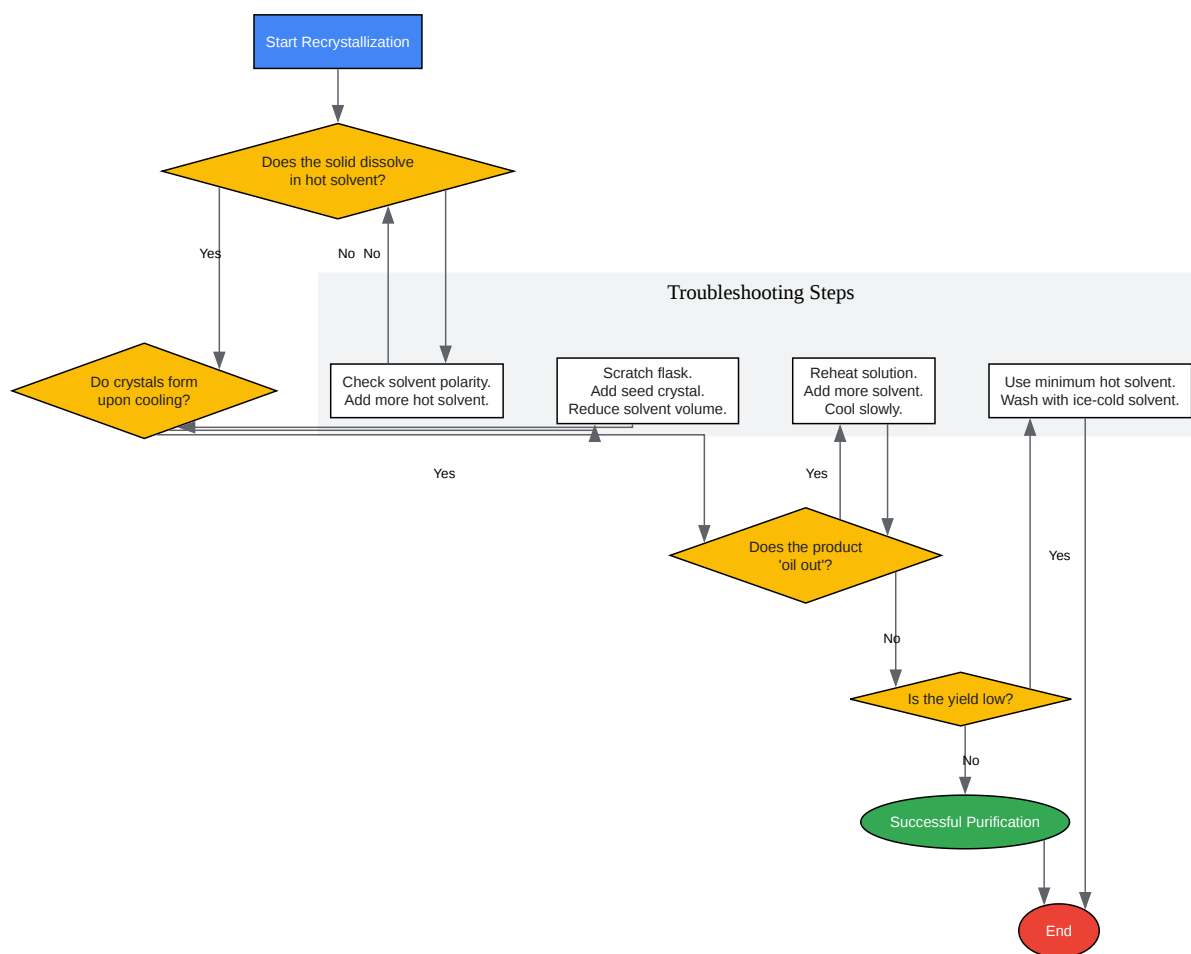 Start Recrystallization
Does the solid dissolve
in hot solvent?
Yes
No
No
Troubleshooting Steps
Do crystals form
upon cooling?
Check solvent polarity.
Add more hot solvent.
Scratch flask.
Add seed crystal.
Reduce solvent volume.
Reheat solution.
Add more solvent.
Cool slowly.
Use minimum hot solvent.
Wash with ice-cold solvent.
Yes
Yes
Does the product
'oil out'?
Yes
No
Is the yield low?
No
Successful Purification
End